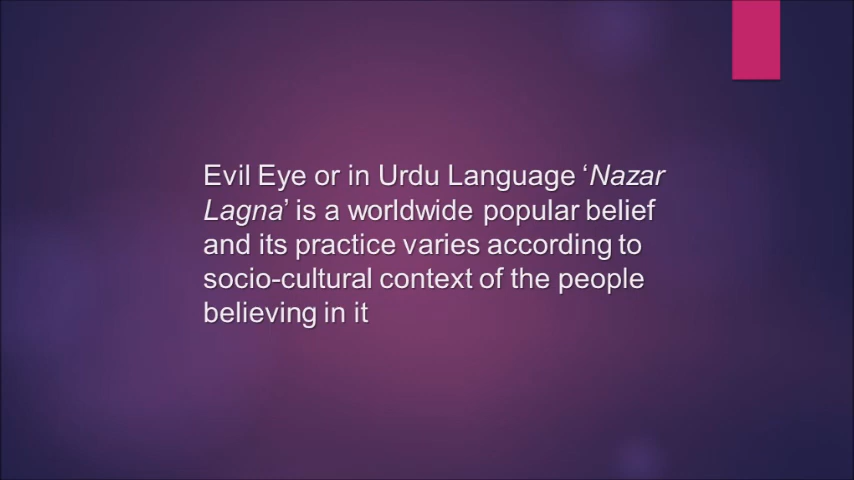 Evil Eye or in Urdu Language ‘Nazar
Lagna’ is a worldwide popular belief
and its practice varies according to
socio-cultural context of the people
believing in it